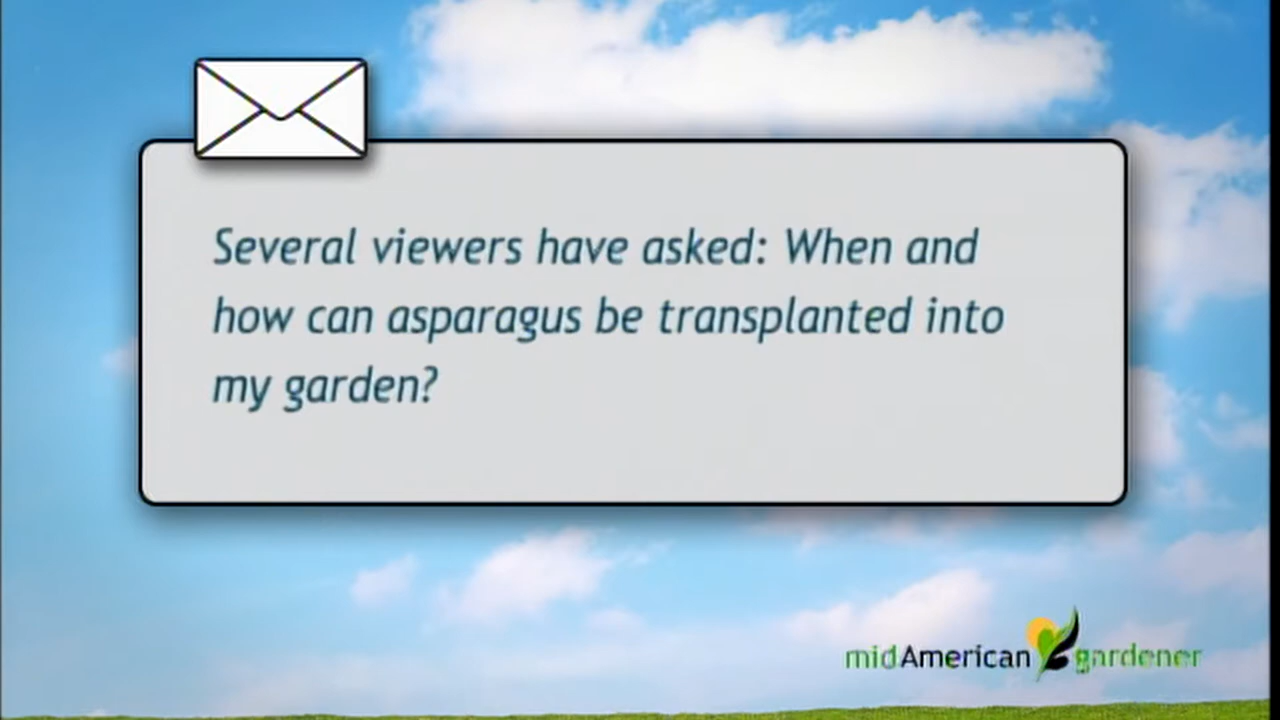 Several viewers have asked: When and
how can asparagus be transplanted into
my garden?
midAmerican gardener